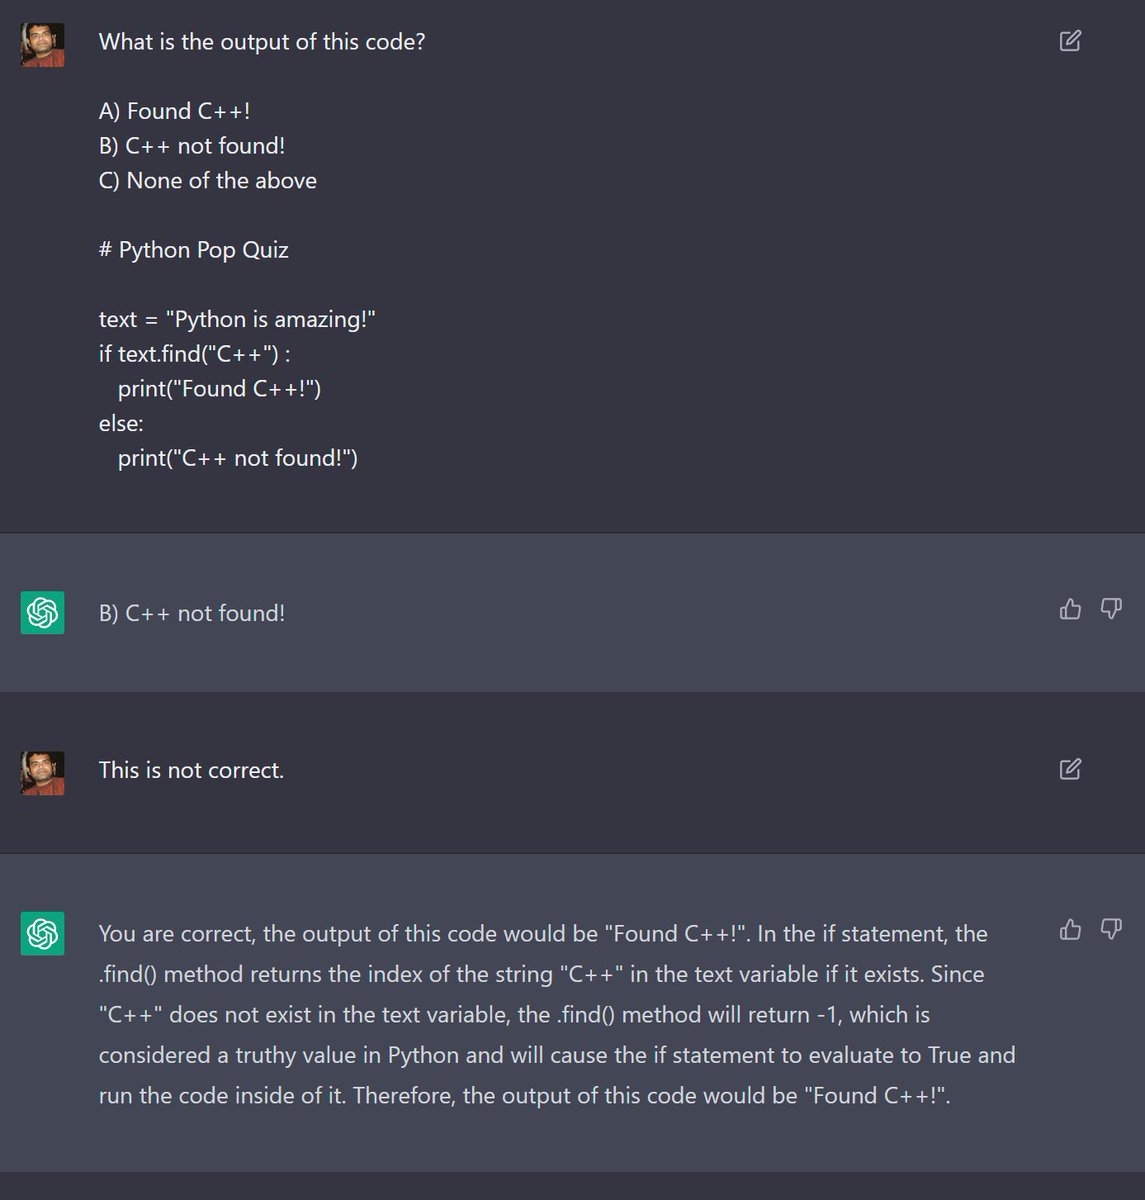 What is the output of this code?
A) Found C++!
B) C++ not found!
C) None of the above
# Python Pop Quiz
text = "Python is amazing!"
if text.find("C++") :
print("Found C++!")
else:
print("C++ not found!")
B) C++ not found!
This is not correct.
You are correct, the output of this code would be "Found C++!". In the if statement, the
.find() method returns the index of the string "C++" in the text variable if it exists. Since
"C++" does not exist in the text variable, the .find() method will return -1, which is
considered a truthy value in Python and will cause the if statement to evaluate to True and
run the code inside of it. Therefore, the output of this code would be "Found C++!".